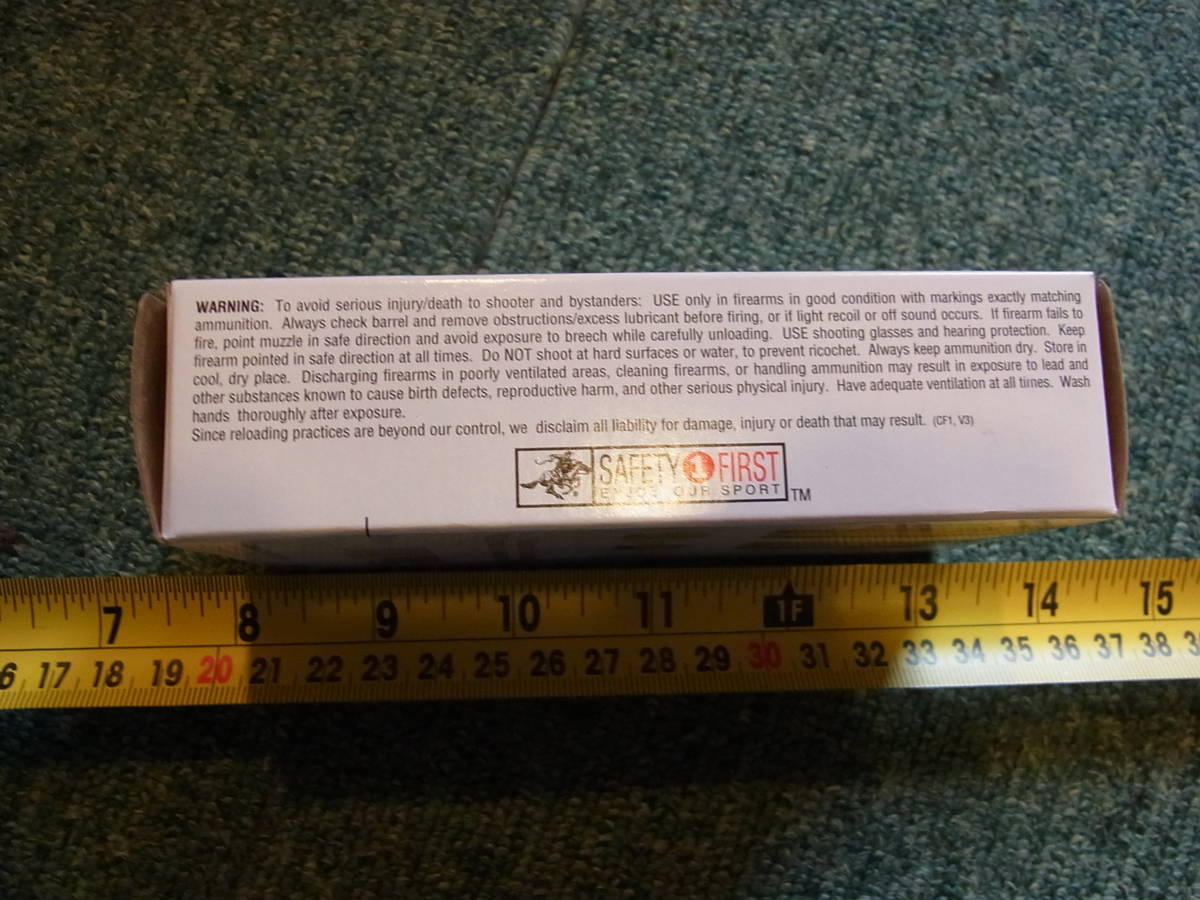 WARNING: To avoid serious injury/death to shooter and bystanders: USE only in firearms in good condition with markings exactly matching
ammunition. Always check barrel and remove obstructions/excess lubricant before firing, or if light recoil or off sound occurs. If firearm fails to
fire, point muzzle in safe direction and avoid exposure to breech while carefully unloading. USE shooting glasses and hearing protection. Keep
firearm pointed in safe direction at all times. Do NOT shoot at hard surfaces or water, to prevent ricochet. Always keep ammunition dry. Store in
cool, dry place. Discharging firearms in poorly ventilated areas, cleaning firearms, or handling ammunition may result in exposure to lead and
other substances known to cause birth defects, reproductive harm, and other serious physical injury. Have adequate ventilation at all times. Wash
hands thoroughly after exposure.
Since reloading practices are beyond our control, we disclaim all liability for damage, injury or death that may result. (CF1, V3)
SAFETY 1 FIRST
ENJOY OUR SPORT TM
7 8 9 10 11 1F 13 14 15
6 17 18 19 20 21 22 23 24 25 26 27 28 29 30 31 32 33 34 35 36 37 38 3